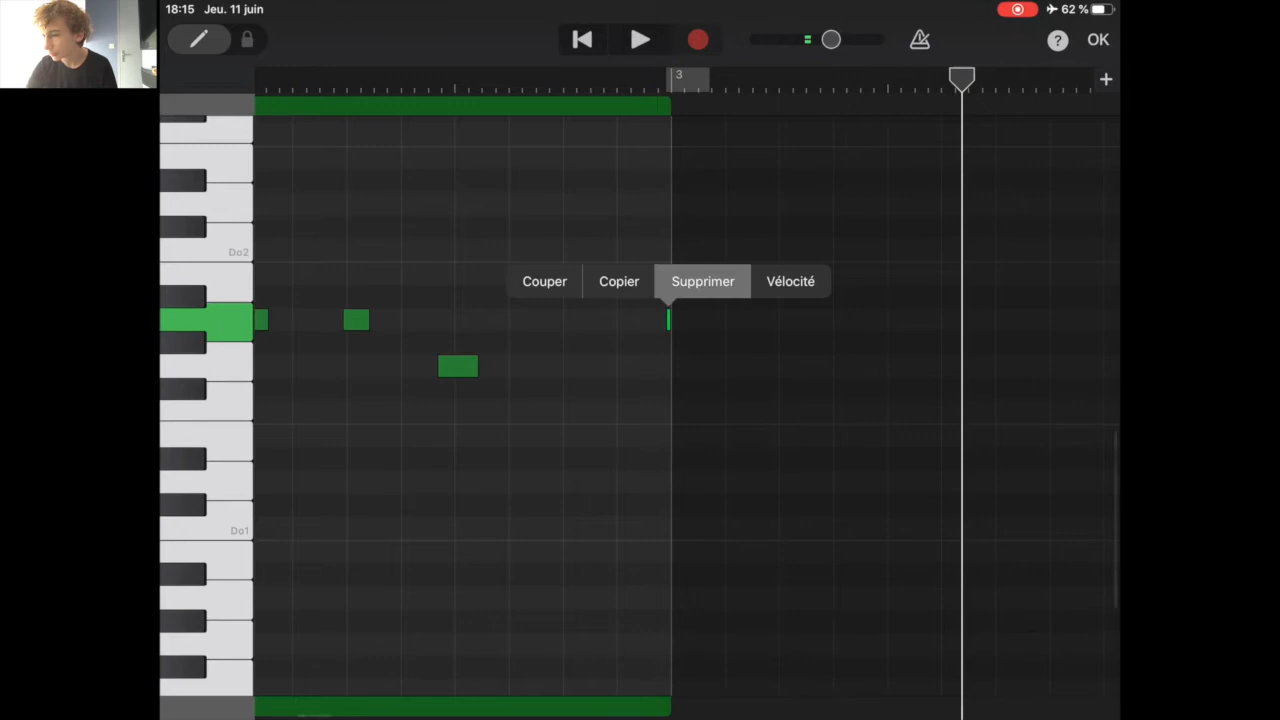 18:15 Jeu. 11 juin
62 %
? OK
3
+
Do2
Couper Copier Supprimer Vélocité
Do1